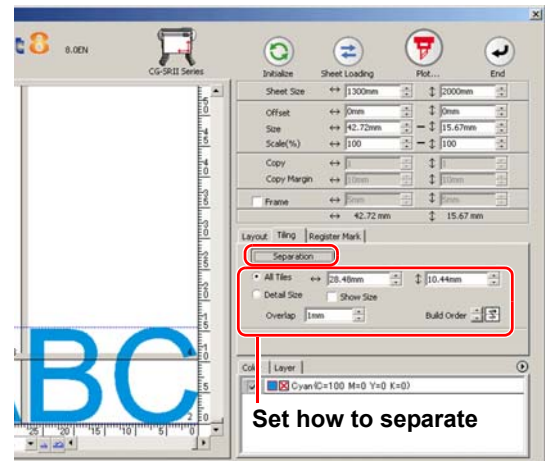 8 8.0EN
CG-SRII Series
Initialize Sheet Loading Plot... End
Sheet Size 1300mm 2000mm
Offset 0mm 0mm
Size 42.72mm 15.67mm
Scale(%) 100 100
Copy 1 1
Copy Margin 10mm 10mm
Frame 5mm 5mm
42.72 mm 15.67 mm
Layout Tiling Register Mark
Separation
All Tiles 28.48mm 10.44mm
Detail Size Show Size
Overlap 1mm Build Order
Layer
Cyan(C=100 M=0 Y=0 K=0)
ABC
Set how to separate
25 20 15 10 5 0